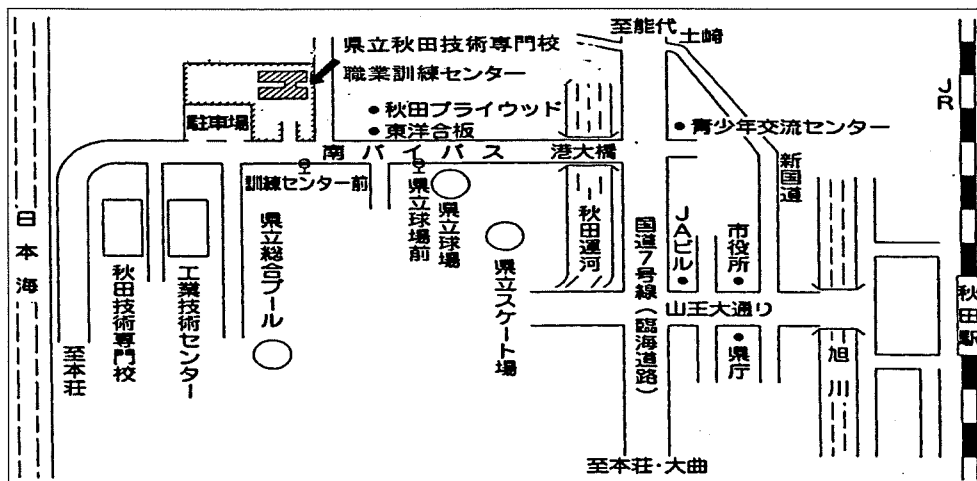 県立秋田技術専門校
職業訓練センター
駐車場
秋田プライウッド
東洋合板
南バイパス
訓練センター前
県立球場前
県立球場
県立スケート場
県立総合プール
工業技術センター
秋田技術専門校
至本荘
日本海
至能代
土崎
青少年交流センター
港大橋
秋田運河
国道7号線(臨海道路)
JAビル
市役所
新国道
山王大通り
県庁
旭川
JR
秋田駅
至本荘・大曲